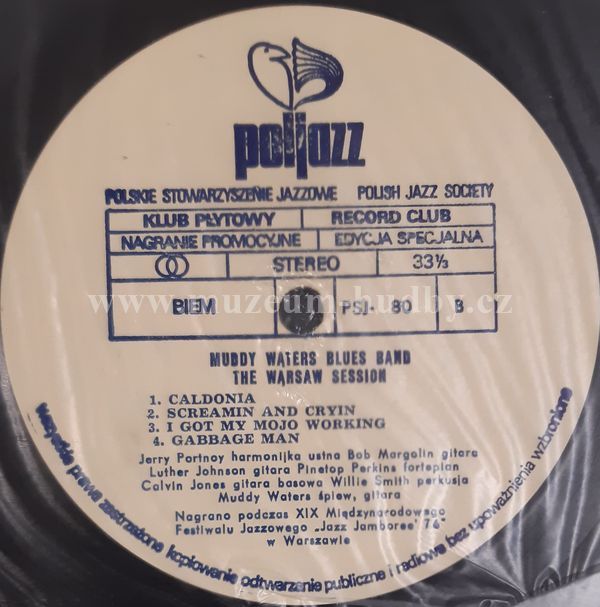 poljazz
POLSKIE STOWARZYSZENIE JAZZOWE POLISH JAZZ SOCIETY
KLUB PŁYTOWY RECORD CLUB
NAGRANIE PROMOCYJNE EDYCJA SPECJALNA
STEREO 33⅓
www.muzeum-hudby.cz
BIEM PSJ- 80 B
MUDDY WATERS BLUES BAND
THE WARSAW SESSION
1. CALDONIA
2. SCREAMIN AND CRYIN
3. I GOT MY MOJO WORKING
4. GABBAGE MAN
Jerry Portnoy harmonijka ustna Bob Margolin gitara
Luther Johnson gitara Pinetop Perkins fortepian
Calvin Jones gitara basowa Willie Smith perkusja
Muddy Waters śpiew, gitara
Nagrano podczas XIX Międzynarodowego
Festiwalu Jazzowego „Jazz Jamboree' 76"
w Warszawie
wszystkie prawa zastrzeżone kopiowanie odtwarzanie publiczne i radiowe bez upoważnienia wzbronione